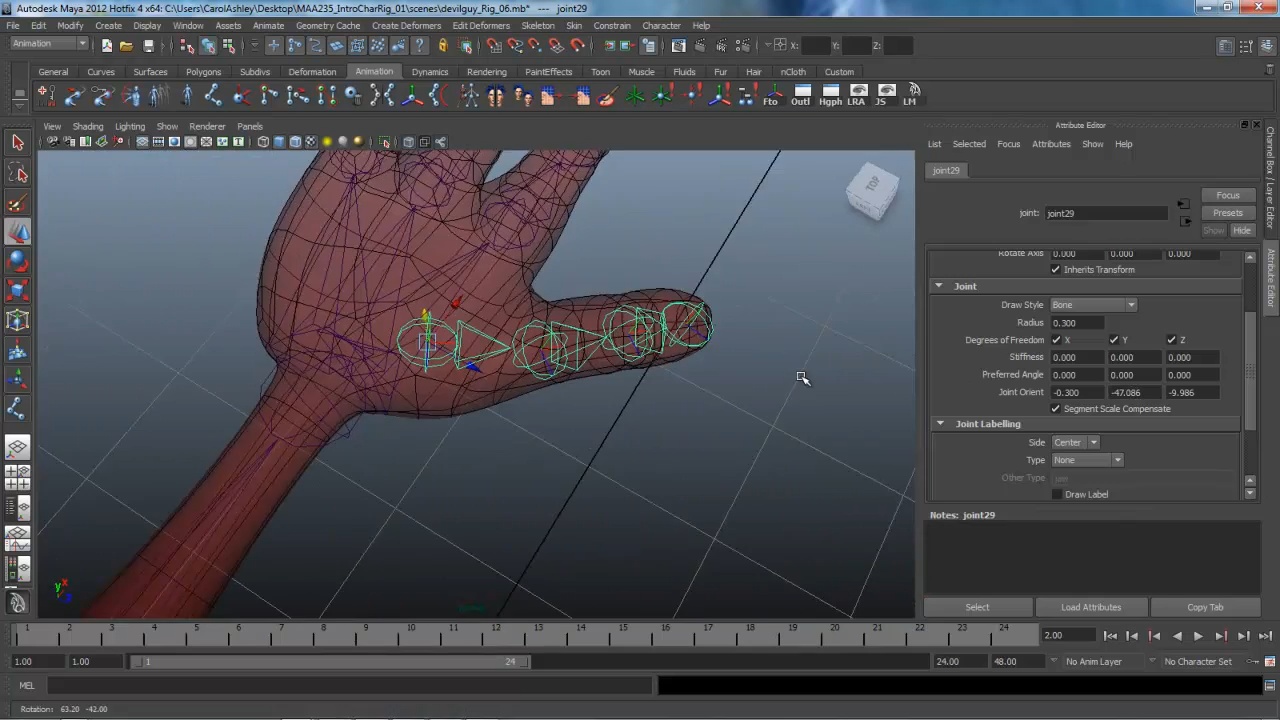 Autodesk Maya 2012 Hotfix 4 x64: C:\Users\CarolAshley\Desktop\MAA235_IntroCharRig_01\scenes\devilguy_Rig_06.mb* --- joint29
File Edit Modify Create Display Window Assets Animate Geometry Cache Create Deformers Edit Deformers Skeleton Skin Constrain Character Help
Animation X: Y: Z:
General Curves Surfaces Polygons Subdivs Deformation Animation Dynamics Rendering PaintEffects Toon Muscle Fluids Fur Hair nCloth Custom
Fto Outl Hgph LRA JS LM
View Shading Lighting Show Renderer Panels
Attribute Editor
List Selected Focus Attributes Show Help
joint29
Focus
joint: joint29
Presets
Show Hide
Rotate Axis 0.000 0.000 0.000
Inherits Transform
Joint
Draw Style Bone
Radius 0.300
Degrees of Freedom X Y Z
Stiffness 0.000 0.000 0.000
Preferred Angle 0.000 0.000 0.000
Joint Orient -0.300 -47.086 -9.986
Segment Scale Compensate
Joint Labelling
Side Center
Type None
Other Type
Draw Label
Notes: joint29
Select Load Attributes Copy Tab
Channel Box / Layer Editor
Attribute Editor
TOP
1 2 3 4 5 6 7 8 9 10 11 12 13 14 15 16 17 18 19 20 21 22 23 24 2.00
1.00 1.00 1 24 24.00 48.00 No Anim Layer No Character Set
MEL
Rotation: 63.20 -42.00